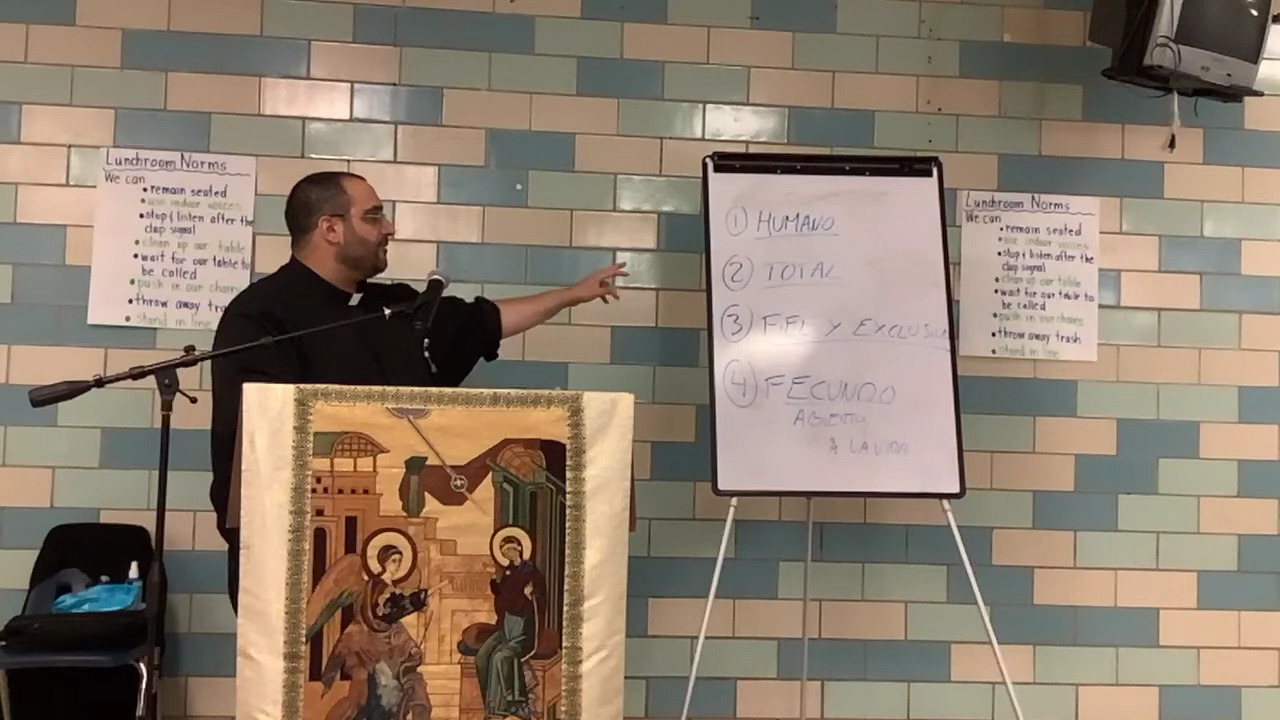 Lunchroom Norms
We can
• remain seated
• use indoor voices
• stop & listen after the
clap signal
• clean up our table
• wait for our table to
be called
• push in our chairs
• throw away tra
• stand in line
① HUMANO
② TOTAL
③ FIEL Y EXCLUSIV
④ FECUNDO
ABIERTO
A LA VIDA
Lunchroom Norms
We can
• remain seated
• use indoor voices
• stop & listen after the
clap signal
• clean up our table
• wait for our table to
be called
• push in our chairs
• throw away trash
• stand in line